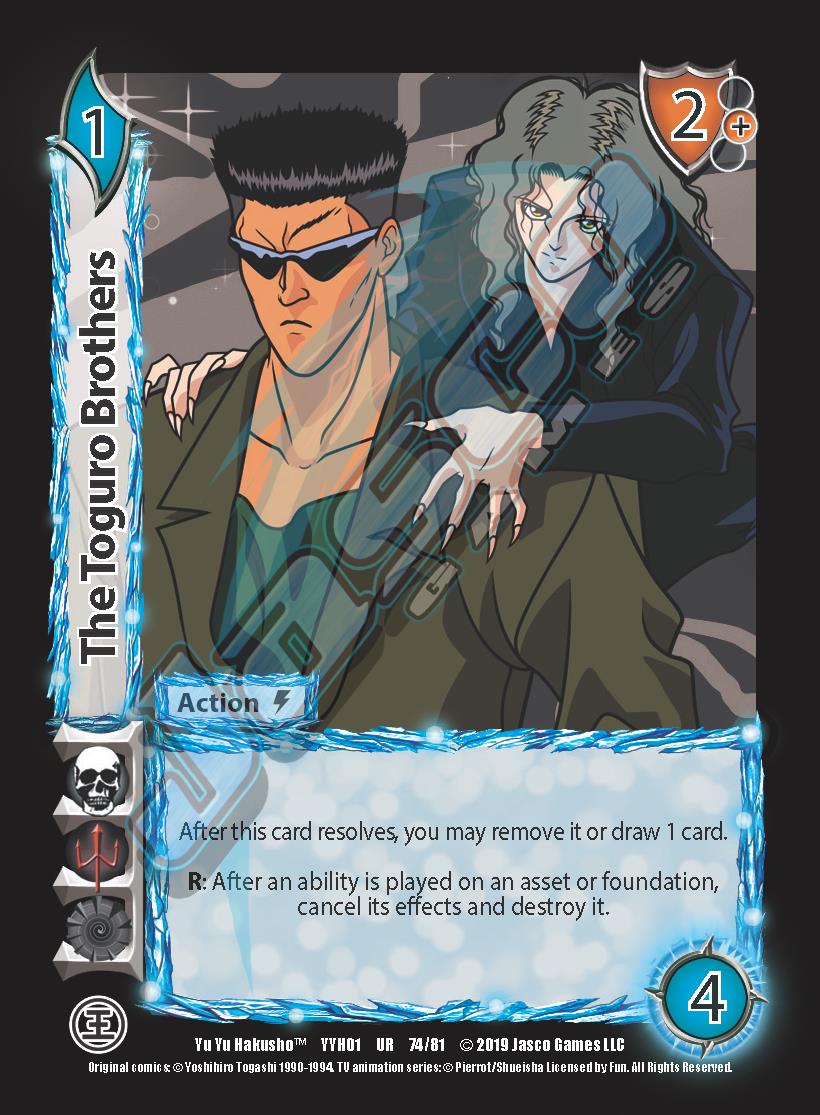 1
2
+
The Toguro Brothers
JASCO
GAMES
Action
After this card resolves, you may remove it or draw 1 card.
R: After an ability is played on an asset or foundation,
cancel its effects and destroy it.
4
王
Yu Yu Hakusho™ YYH01 UR 74/81 © 2019 Jasco Games LLC
Original comics: © Yoshihiro Togashi 1990-1994. TV animation series: © Pierrot/Shueisha Licensed by Fun. All Rights Reserved.